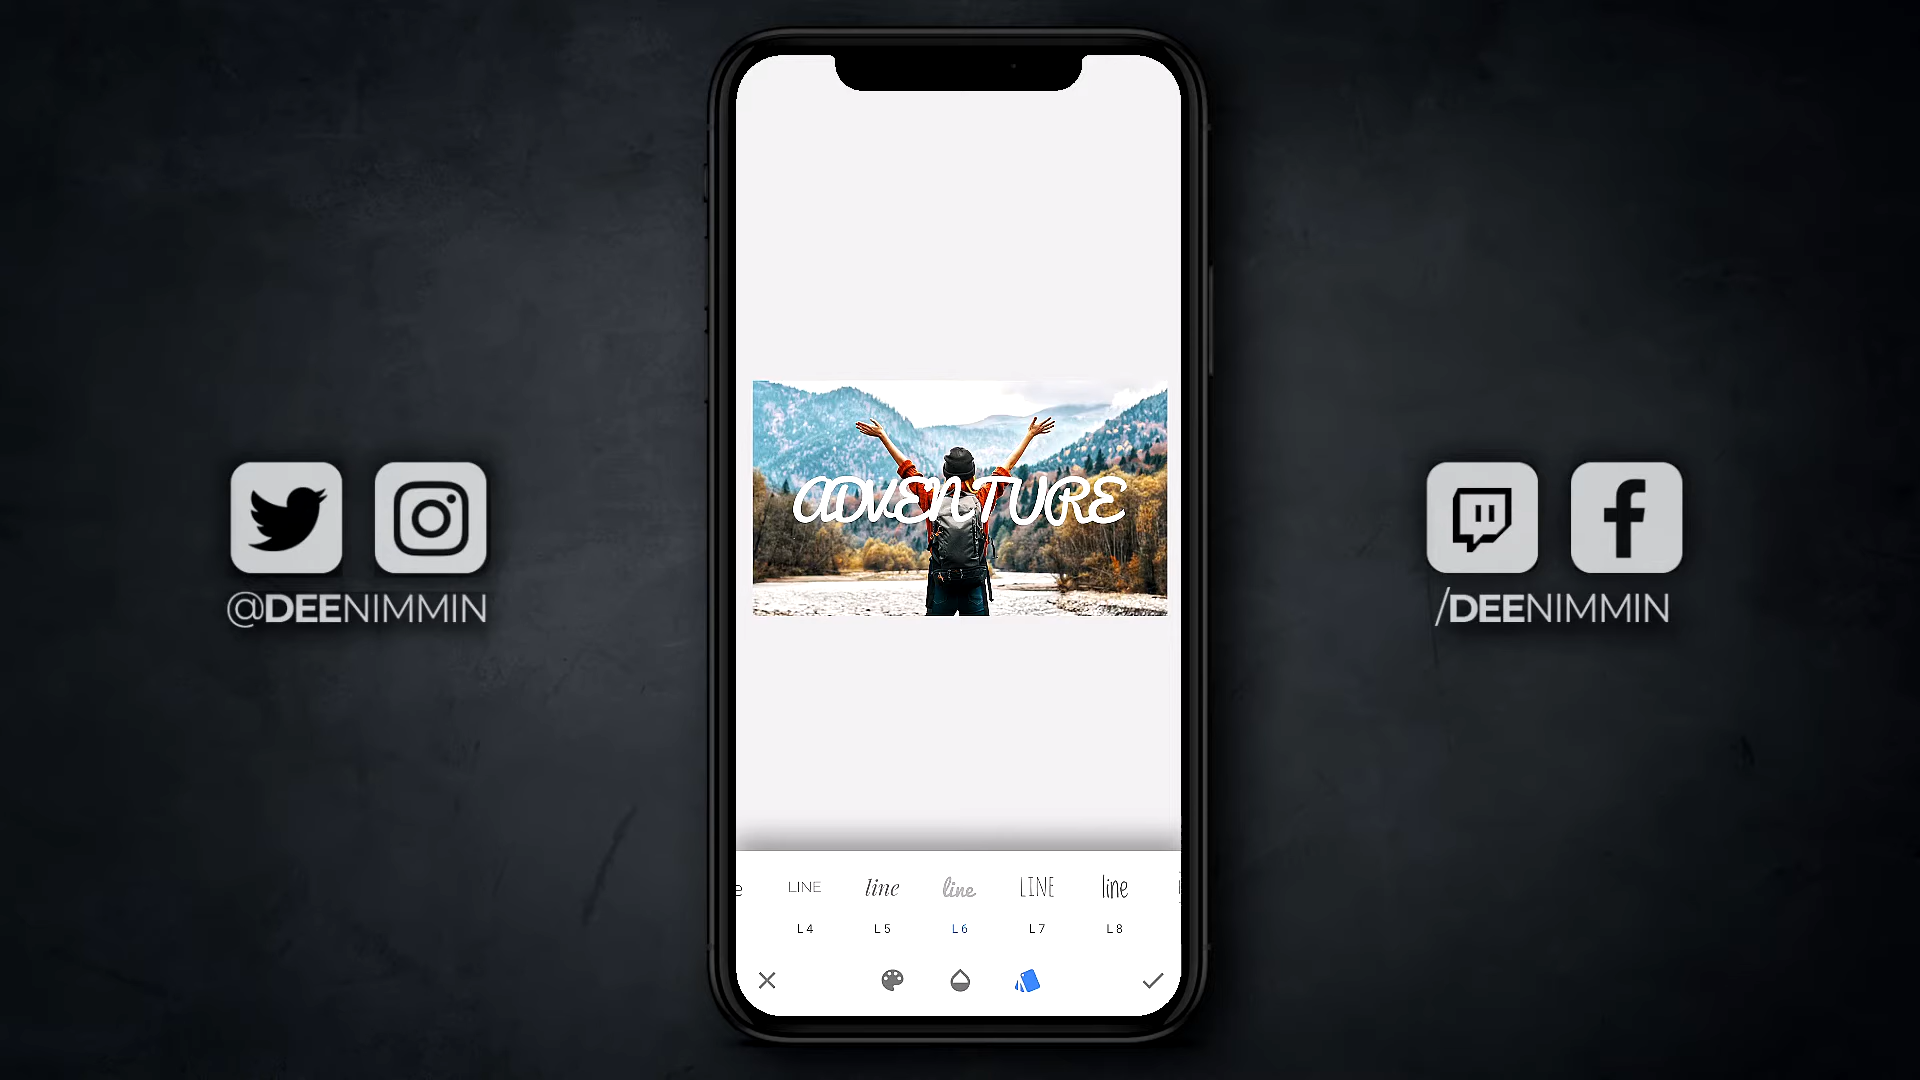 ADVENTURE
@DEENIMMIN
/DEENIMMIN
e LINE line line LINE line
L4 L5 L6 L7 L8